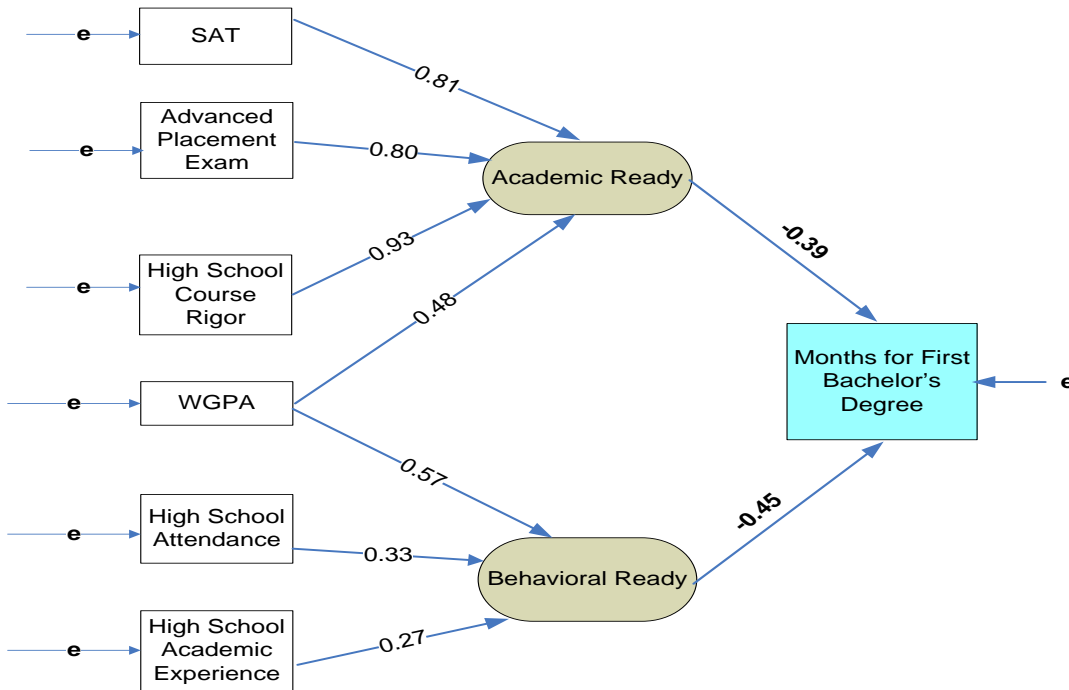 e
SAT
0.81
e
Advanced
Placement
Exam
0.80
Academic Ready
-0.39
e
High School
Course
Rigor
0.93
0.48
Months for First
Bachelor's
Degree
e
e
WGPA
0.57
-0.45
e
High School
Attendance
0.33
Behavioral Ready
e
High School
Academic
Experience
0.27